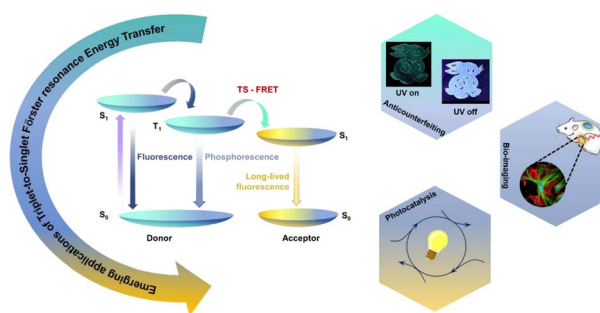 Emerging applications of Triplet-to-Singlet Förster resonance Energy Transfer
TS - FRET
S1
T1
S1
Fluorescence
Phosphorescence
Long-lived
fluorescence
S0
S0
Donor
Acceptor
UV on
UV off
Anticounterfeiting
Bio-imaging
Photocatalysis